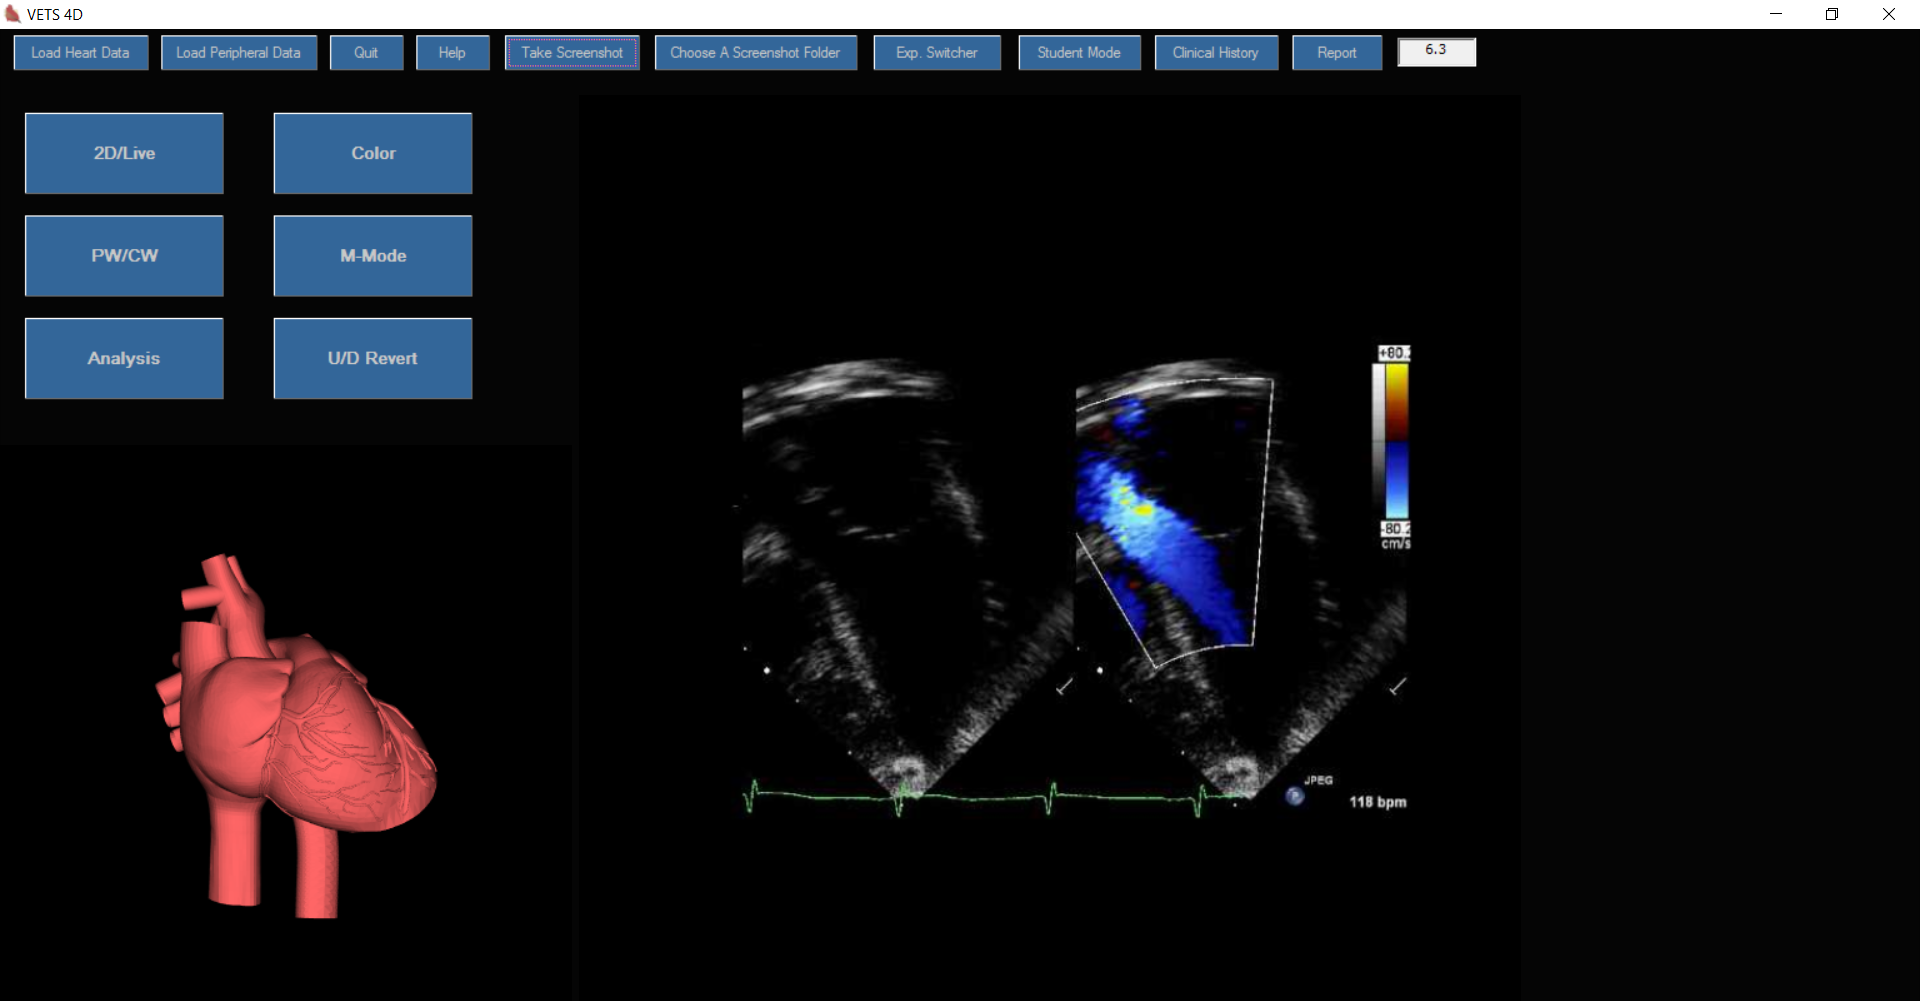 VETS 4D
Load Heart Data Load Peripheral Data Quit Help Take Screenshot Choose A Screenshot Folder Exp. Switcher Student Mode Clinical History Report 6.3
2D/Live Color
PW/CW M-Mode
Analysis U/D Revert
+80.
-80.2
cm/s
JPEG
118 bpm